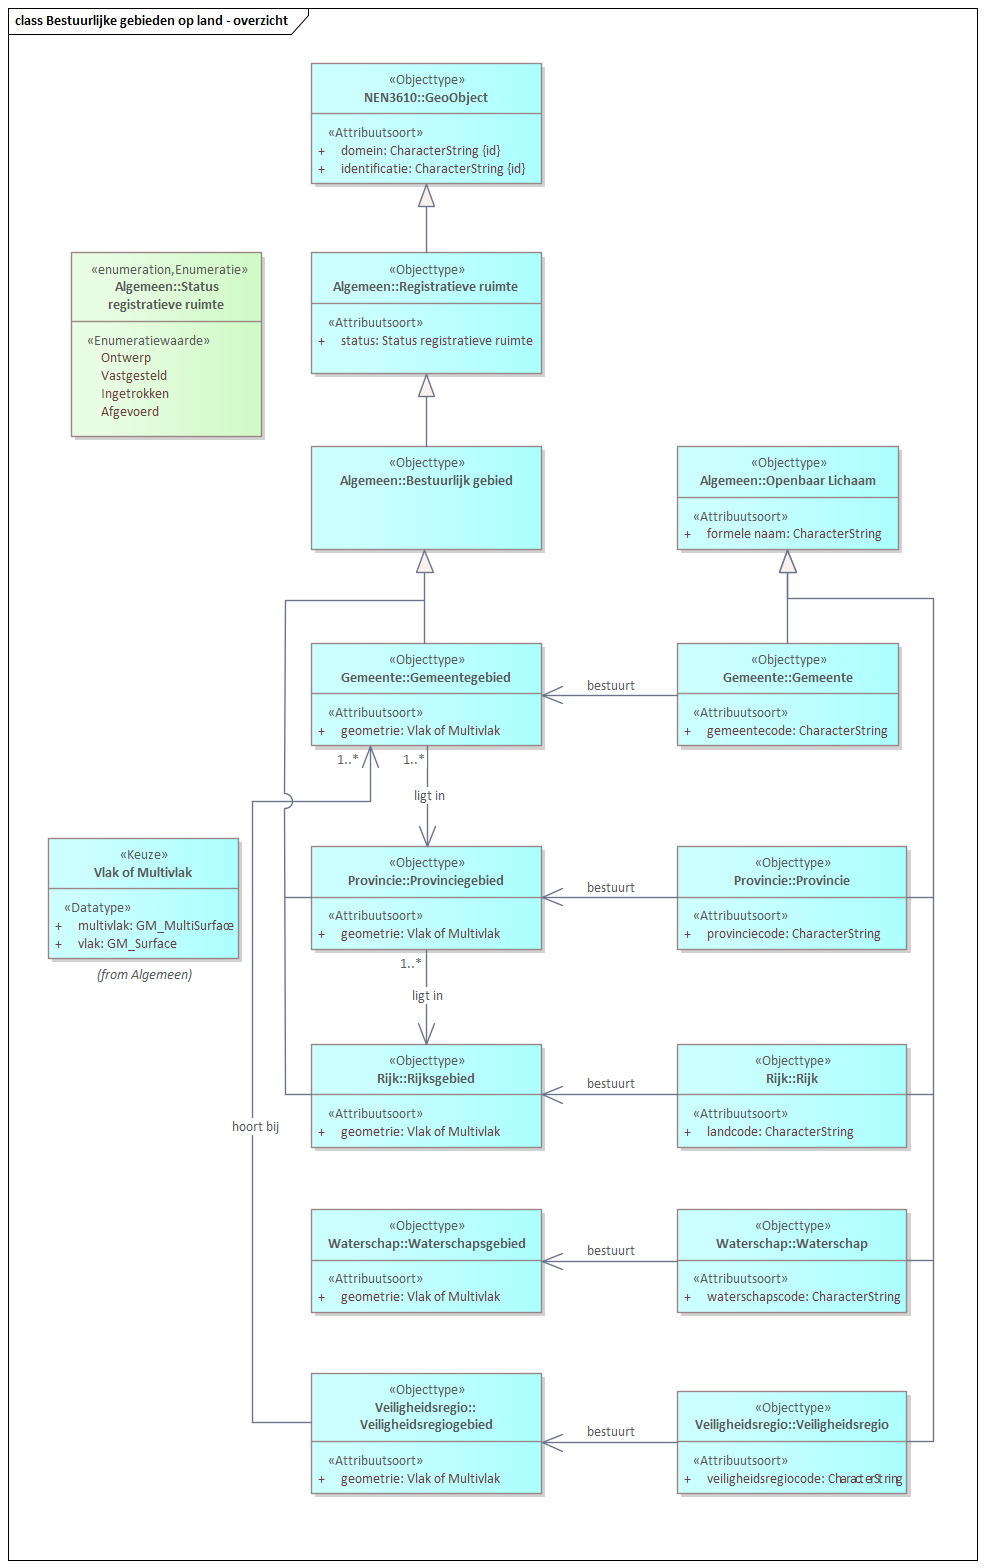 class Bestuurlijke gebieden op land - overzicht
«Objecttype»
NEN3610::GeoObject
«Attribuutsoort»
+ domein: CharacterString {id}
+ identificatie: CharacterString {id}
«enumeration,Enumeratie»
Algemeen::Status
registratieve ruimte
«Enumeratiewaarde»
Ontwerp
Vastgesteld
Ingetrokken
Afgevoerd
«Objecttype»
Algemeen::Registratieve ruimte
«Attribuutsoort»
+ status: Status registratieve ruimte
«Objecttype»
Algemeen::Bestuurlijk gebied
«Objecttype»
Algemeen::Openbaar Lichaam
«Attribuutsoort»
+ formele naam: CharacterString
«Objecttype»
Gemeente::Gemeentegebied
«Attribuutsoort»
+ geometrie: Vlak of Multivlak
bestuurt
«Objecttype»
Gemeente::Gemeente
«Attribuutsoort»
+ gemeentecode: CharacterString
1..*
1..*
ligt in
«Keuze»
Vlak of Multivlak
«Datatype»
+ multivlak: GM_MultiSurface
+ vlak: GM_Surface
(from Algemeen)
«Objecttype»
Provincie::Provinciegebied
«Attribuutsoort»
+ geometrie: Vlak of Multivlak
bestuurt
«Objecttype»
Provincie::Provincie
«Attribuutsoort»
+ provinciecode: CharacterString
1..*
ligt in
«Objecttype»
Rijk::Rijksgebied
«Attribuutsoort»
+ geometrie: Vlak of Multivlak
bestuurt
«Objecttype»
Rijk::Rijk
«Attribuutsoort»
+ landcode: CharacterString
hoort bij
«Objecttype»
Waterschap::Waterschapsgebied
«Attribuutsoort»
+ geometrie: Vlak of Multivlak
bestuurt
«Objecttype»
Waterschap::Waterschap
«Attribuutsoort»
+ waterschapscode: CharacterString
«Objecttype»
Veiligheidsregio::
Veiligheidsregiogebied
«Attribuutsoort»
+ geometrie: Vlak of Multivlak
bestuurt
«Objecttype»
Veiligheidsregio::Veiligheidsregio
«Attribuutsoort»
+ veiligheidsregiocode: CharacterString